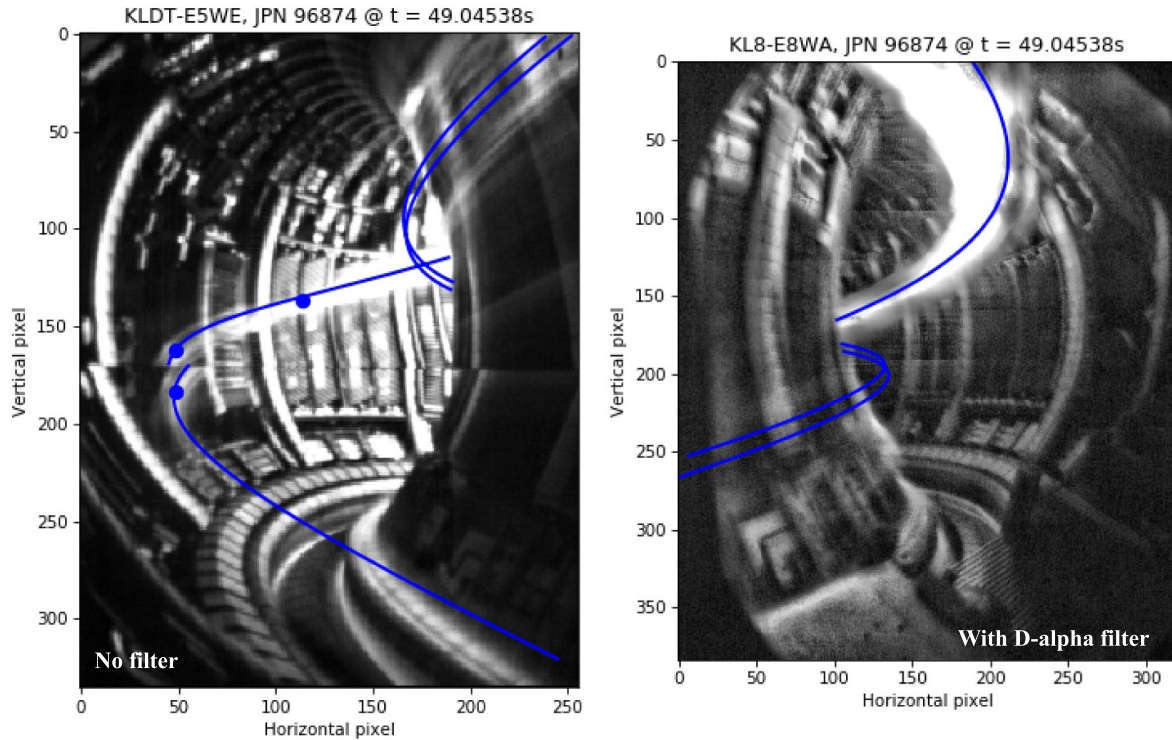 KLDT-E5WE, JPN 96874 @ t = 49.04538s
0
50
100
150
200
250
300
Vertical pixel
No filter
0 50 100 150 200 250
Horizontal pixel
KL8-E8WA, JPN 96874 @ t = 49.04538s
0
50
100
150
200
250
300
350
Vertical pixel
With D-alpha filter
0 50 100 150 200 250 300
Horizontal pixel